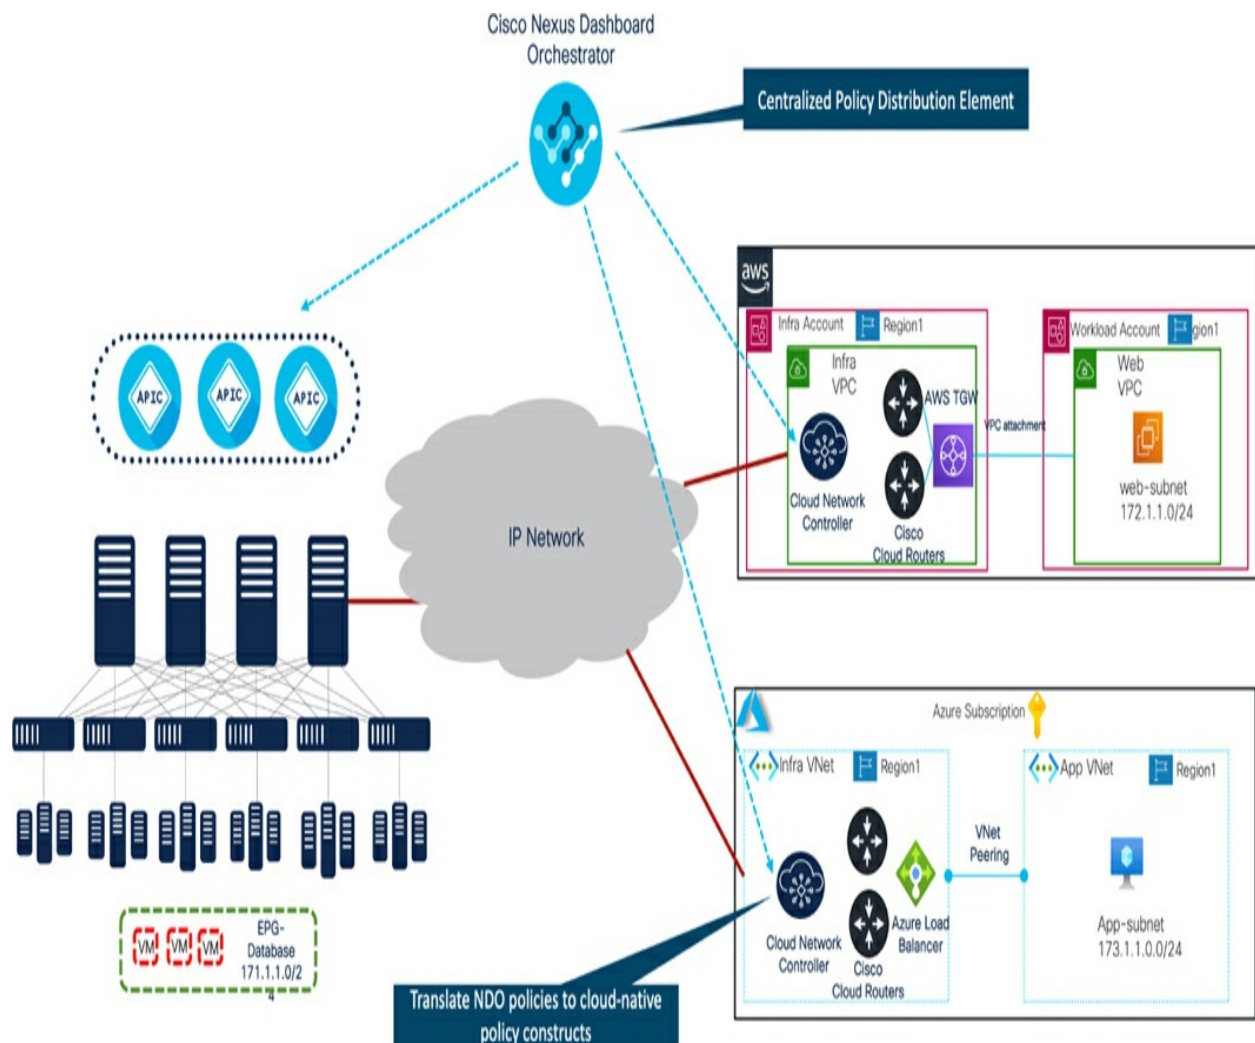 Cisco Nexus Dashboard
Orchestrator
Centralized Policy Distribution Element
APIC
APIC
APIC
IP Network
aws
Infra Account
Region1
Infra
VPC
AWS TGW
Cloud Network
Controller
Cisco
Cloud Routers
VPC attachment
Workload Account
gion1
Web
VPC
web-subnet
172.1.1.0/24
Azure Subscription
Infra VNet
Region1
Cloud Network
Controller
Cisco
Cloud Routers
Azure Load
Balancer
VNet
Peering
App VNet
Region1
App-subnet
173.1.1.0.0/24
VM
VM
VM
EPG-
Database
171.1.1.0/2
4
Translate NDO policies to cloud-native
policy constructs